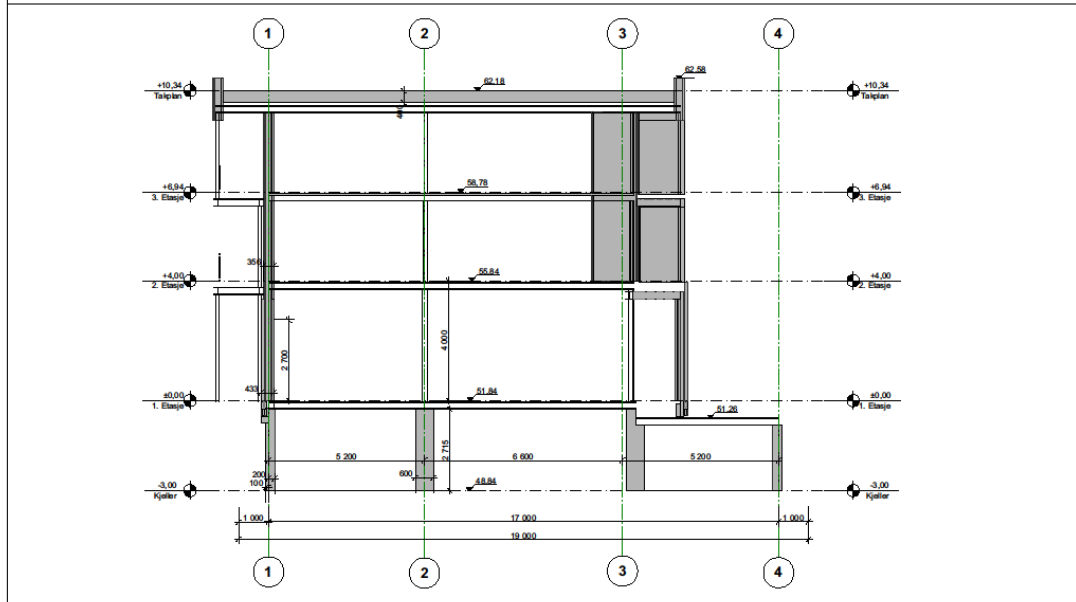 1 2 3 4
62,58
+10,34 62,18 +10,34
Takplan Takplan
+6,94 58,78 +6,94
3. Etasje 3. Etasje
356
+4,00 55,84 +4,00
2. Etasje 2. Etasje
2 700
4 000
433
±0,00 51,84 ±0,00
1. Etasje 1. Etasje
51,26
2 715
5 200 6 600 5 200
200 600
100
-3,00 48,84 -3,00
Kjeller Kjeller
1 000 17 000 1 000
19 000
1 2 3 4